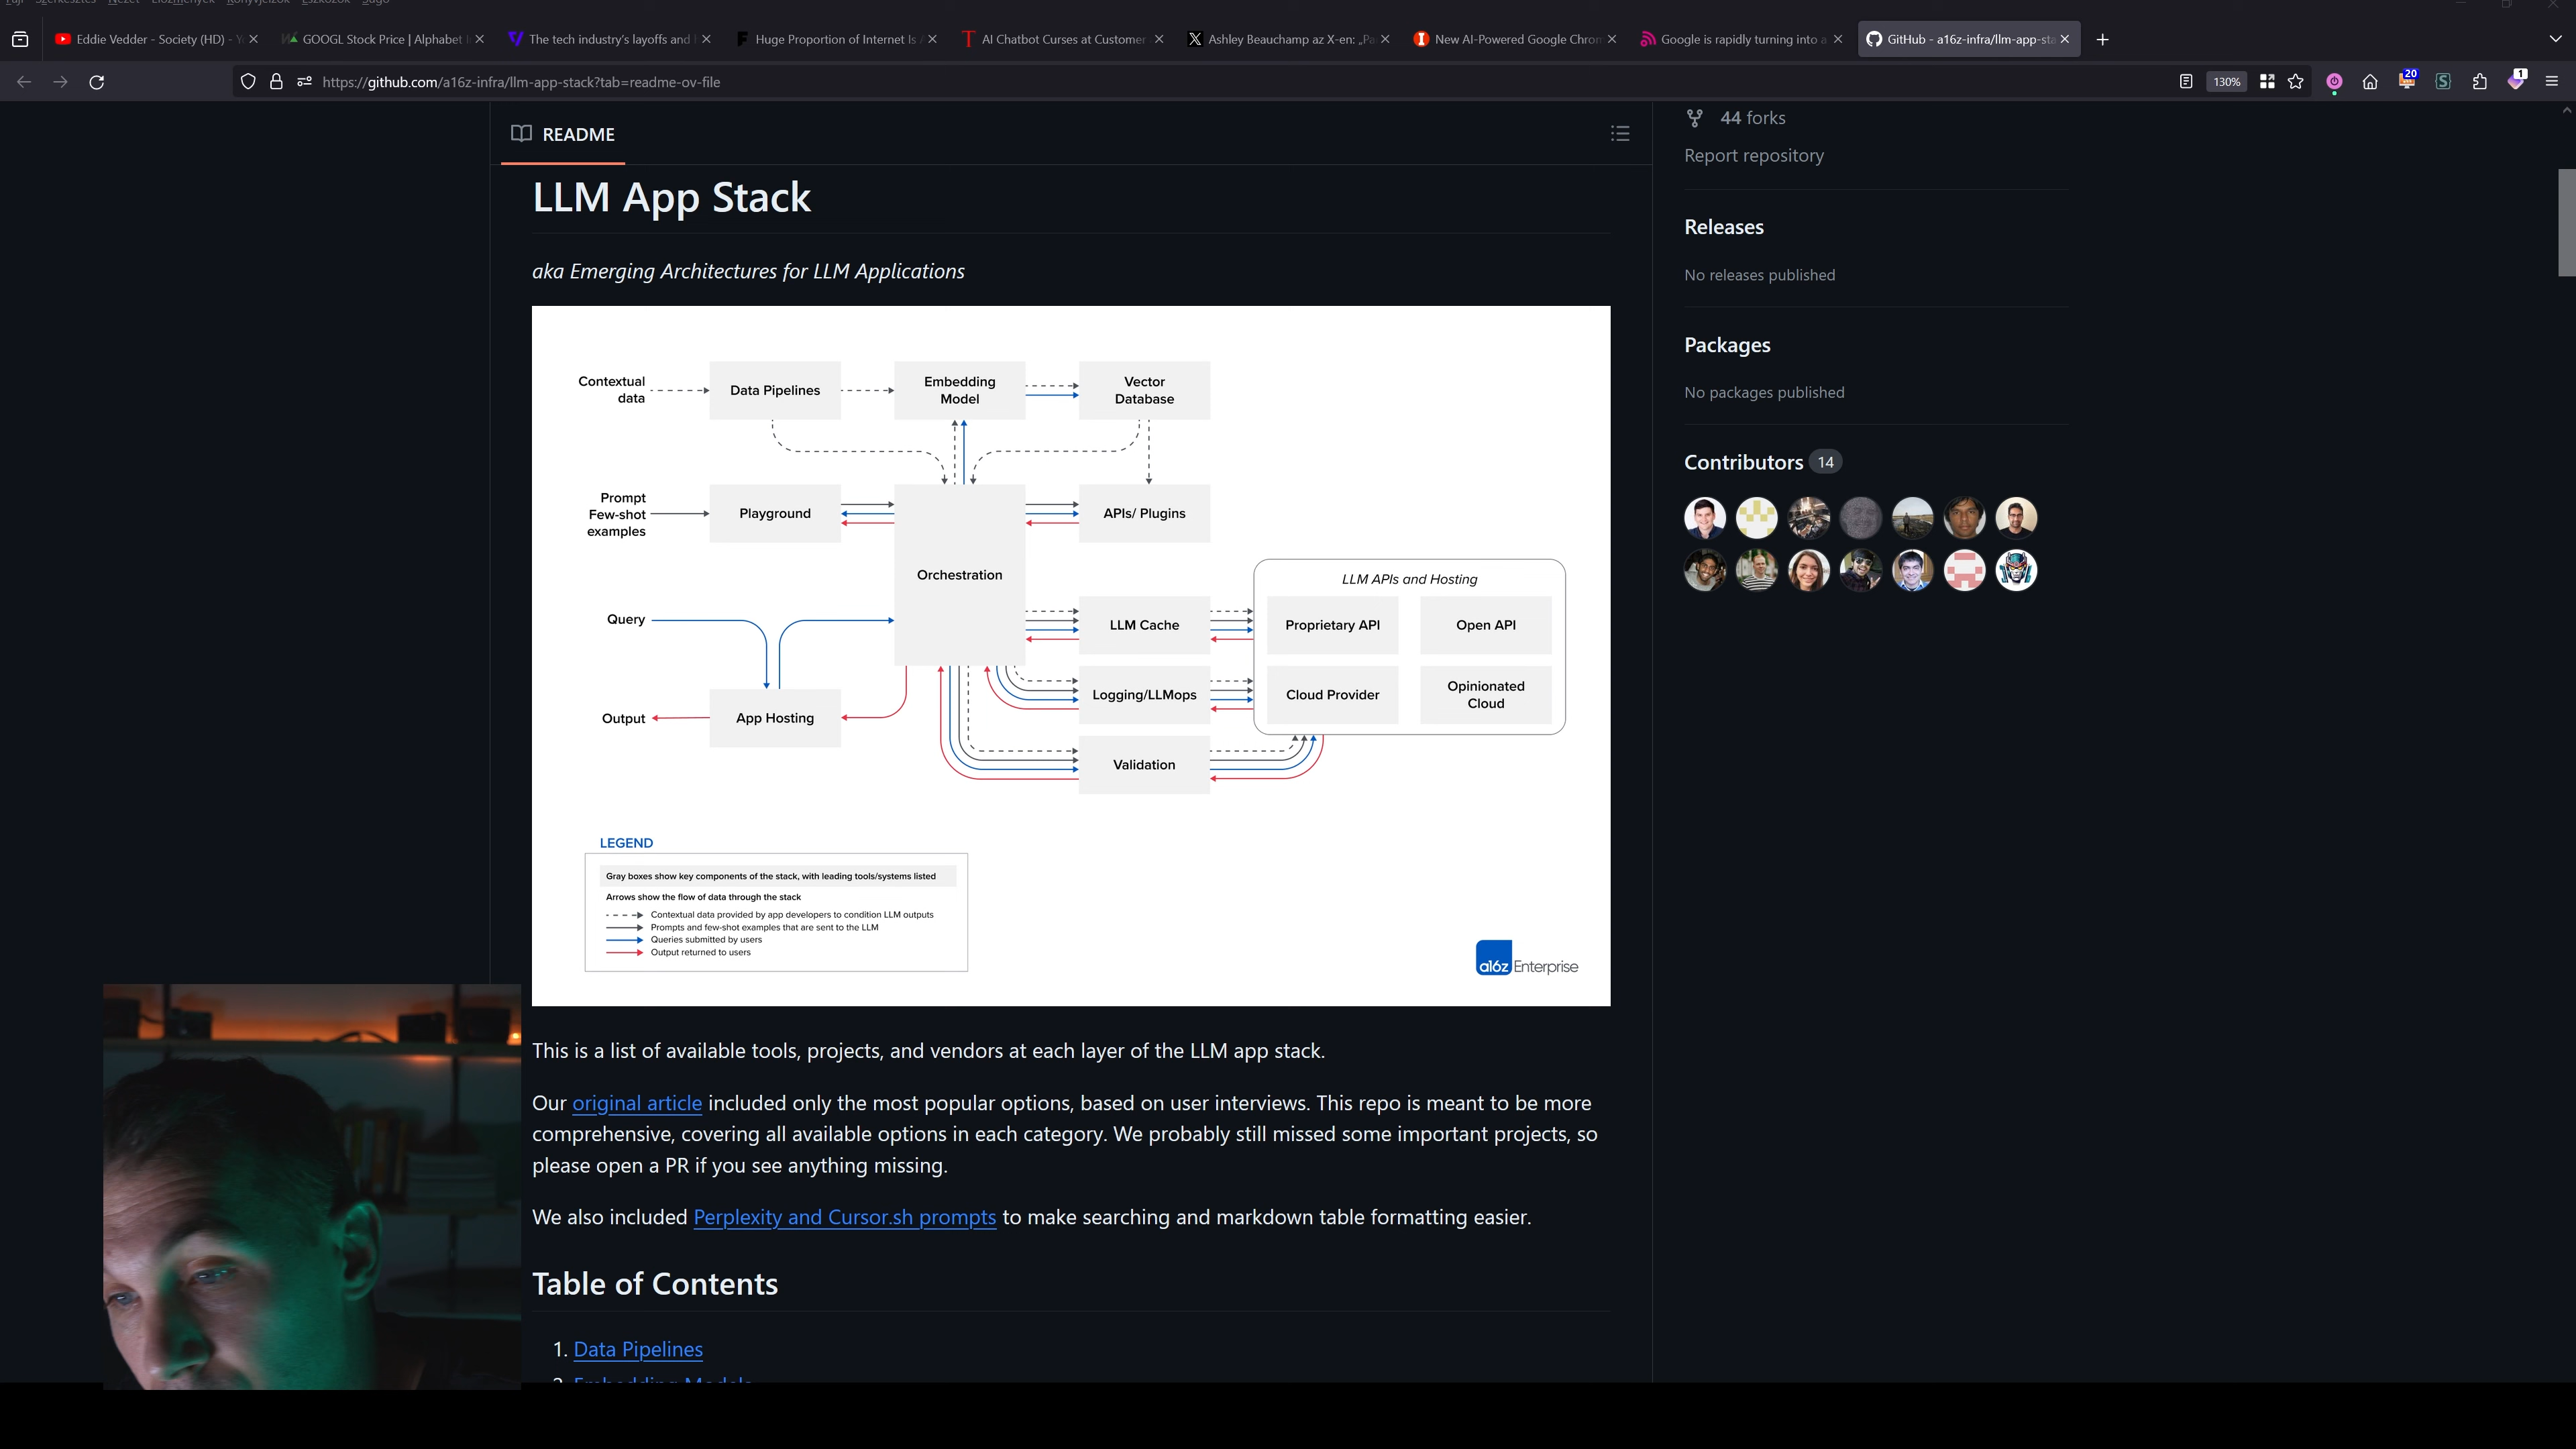 Eddie Vedder - Society (HD) - Y
GOOGL Stock Price | Alphabet I
The tech industry's layoffs and
Huge Proportion of Internet Is
AI Chatbot Curses at Customer
Ashley Beauchamp az X-en: „Pa
New AI-Powered Google Chrom
Google is rapidly turning into a
GitHub - a16z-infra/llm-app-sta
https://github.com/a16z-infra/llm-app-stack?tab=readme-ov-file
130%
20
1
README
LLM App Stack
aka Emerging Architectures for LLM Applications
Contextual
data
Data Pipelines
Embedding
Model
Vector
Database
Prompt
Few-shot
examples
Playground
Orchestration
APIs/ Plugins
Query
Output
App Hosting
LLM Cache
Logging/LLMops
Validation
LLM APIs and Hosting
Proprietary API
Open API
Cloud Provider
Opinionated
Cloud
LEGEND
Gray boxes show key components of the stack, with leading tools/systems listed
Arrows show the flow of data through the stack
Contextual data provided by app developers to condition LLM outputs
Prompts and few-shot examples that are sent to the LLM
Queries submitted by users
Output returned to users
a16z Enterprise
This is a list of available tools, projects, and vendors at each layer of the LLM app stack.
Our original article included only the most popular options, based on user interviews. This repo is meant to be more
comprehensive, covering all available options in each category. We probably still missed some important projects, so
please open a PR if you see anything missing.
We also included Perplexity and Cursor.sh prompts to make searching and markdown table formatting easier.
Table of Contents
1. Data Pipelines
2. Embedding Models
44 forks
Report repository
Releases
No releases published
Packages
No packages published
Contributors 14